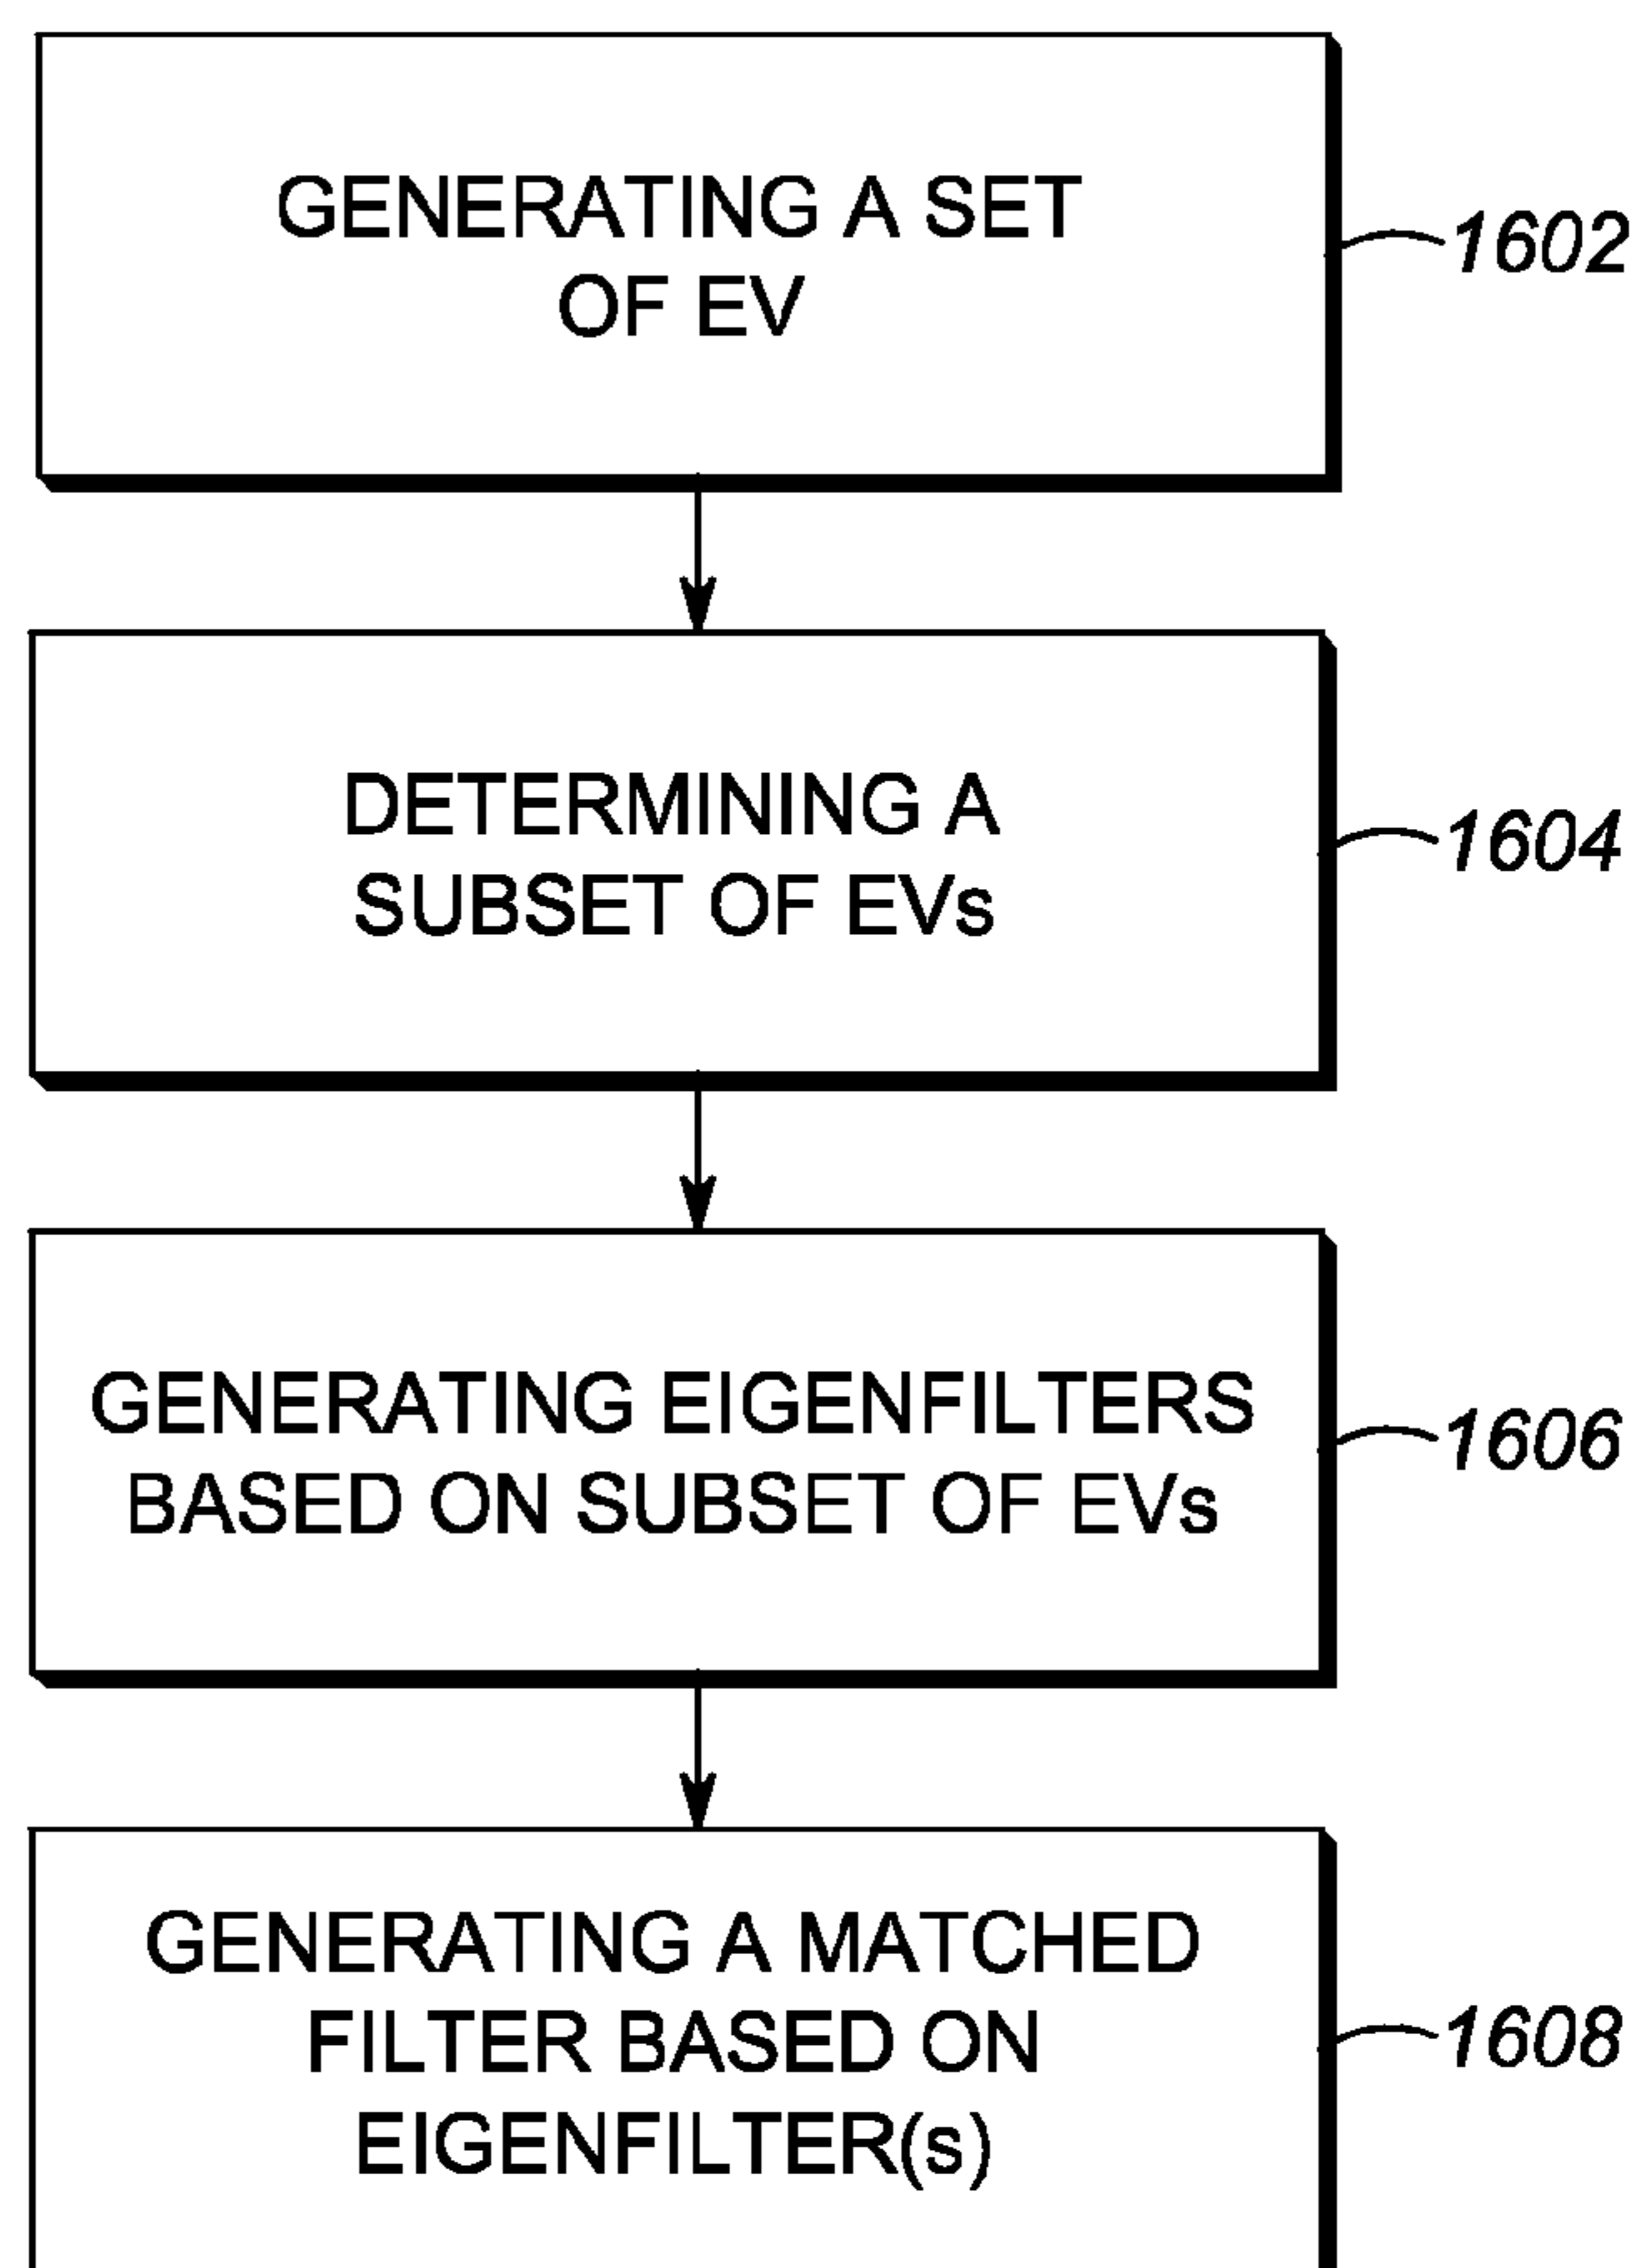 GENERATING A SET
OF EV
1602
DETERMINING A
SUBSET OF EVs
1604
GENERATING EIGENFILTERS
BASED ON SUBSET OF EVs
1606
GENERATING A MATCHED
FILTER BASED ON
EIGENFILTER(s)
1608